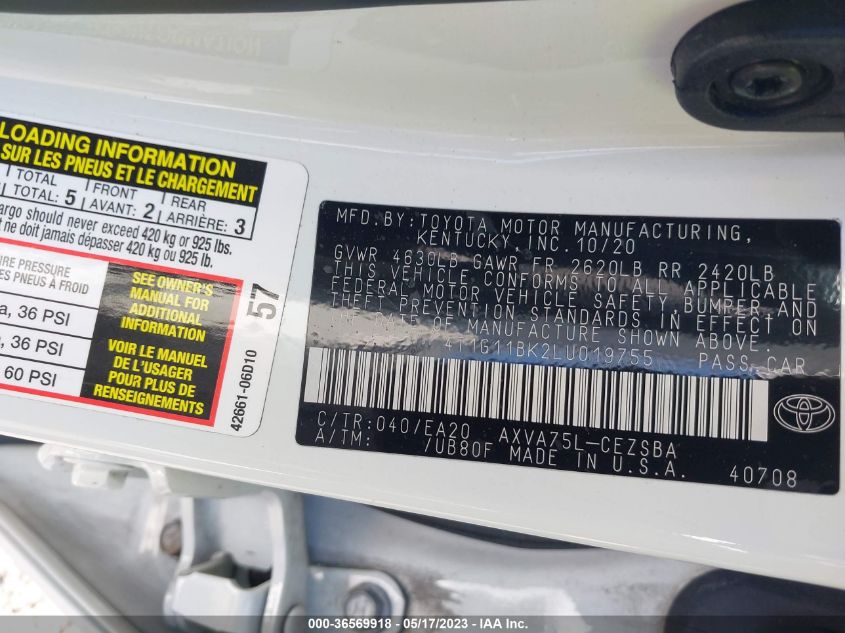 LOADING INFORMATION
SUR LES PNEUS ET LE CHARGEMENT
TOTAL FRONT REAR
TOTAL: 5 AVANT: 2 ARRIÈRE: 3
cargo should never exceed 420 kg or 925 lbs.
ne doit jamais dépasser 420 kg ou 925 lb.
PRESSURE
PNEUS À FROID
36 PSI
36 PSI
60 PSI
SEE OWNER'S
MANUAL FOR
ADDITIONAL
INFORMATION
VOIR LE MANUEL
POUR PLUS DE
RENSEIGNEMENTS
57
42661-06D10
MFD.BY:TOYOTA MOTOR MANUFACTURING,
KENTUCKY,INC.10/20
GVWR 4630LB GAWR FR 2620LB RR 2420LB
THIS VEHICLE CONFORMS TO ALL APPLICABLE
FEDERAL MOTOR VEHICLE SAFETY,BUMPER,AND
THEFT PREVENTION STANDARDS IN EFFECT ON
THE DATE OF MANUFACTURE SHOWN ABOVE.
4T1G11BK2LU019755 PASS.CAR
C/TR:040/EA20 AXVA75L-CEZSBA
A/TM: /UB80F MADE IN U.S.A.
40708
000-36569918 - 05/17/2023 - IAA Inc.